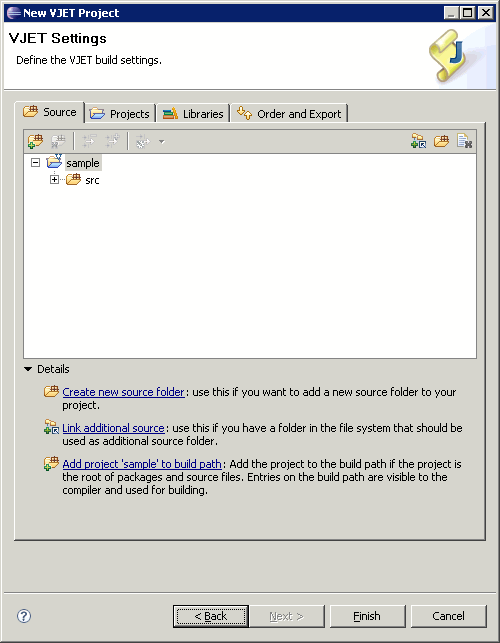 New VJET Project
VJET Settings
Define the VJET build settings.
Source Projects Libraries Order and Export
sample
src
Details
Create new source folder: use this if you want to add a new source folder to your
project.
Link additional source: use this if you have a folder in the file system that should be
used as additional source folder.
Add project 'sample' to build path: Add the project to the build path if the project is
the root of packages and source files. Entries on the build path are visible to the
compiler and used for building.
< Back Next > Finish Cancel